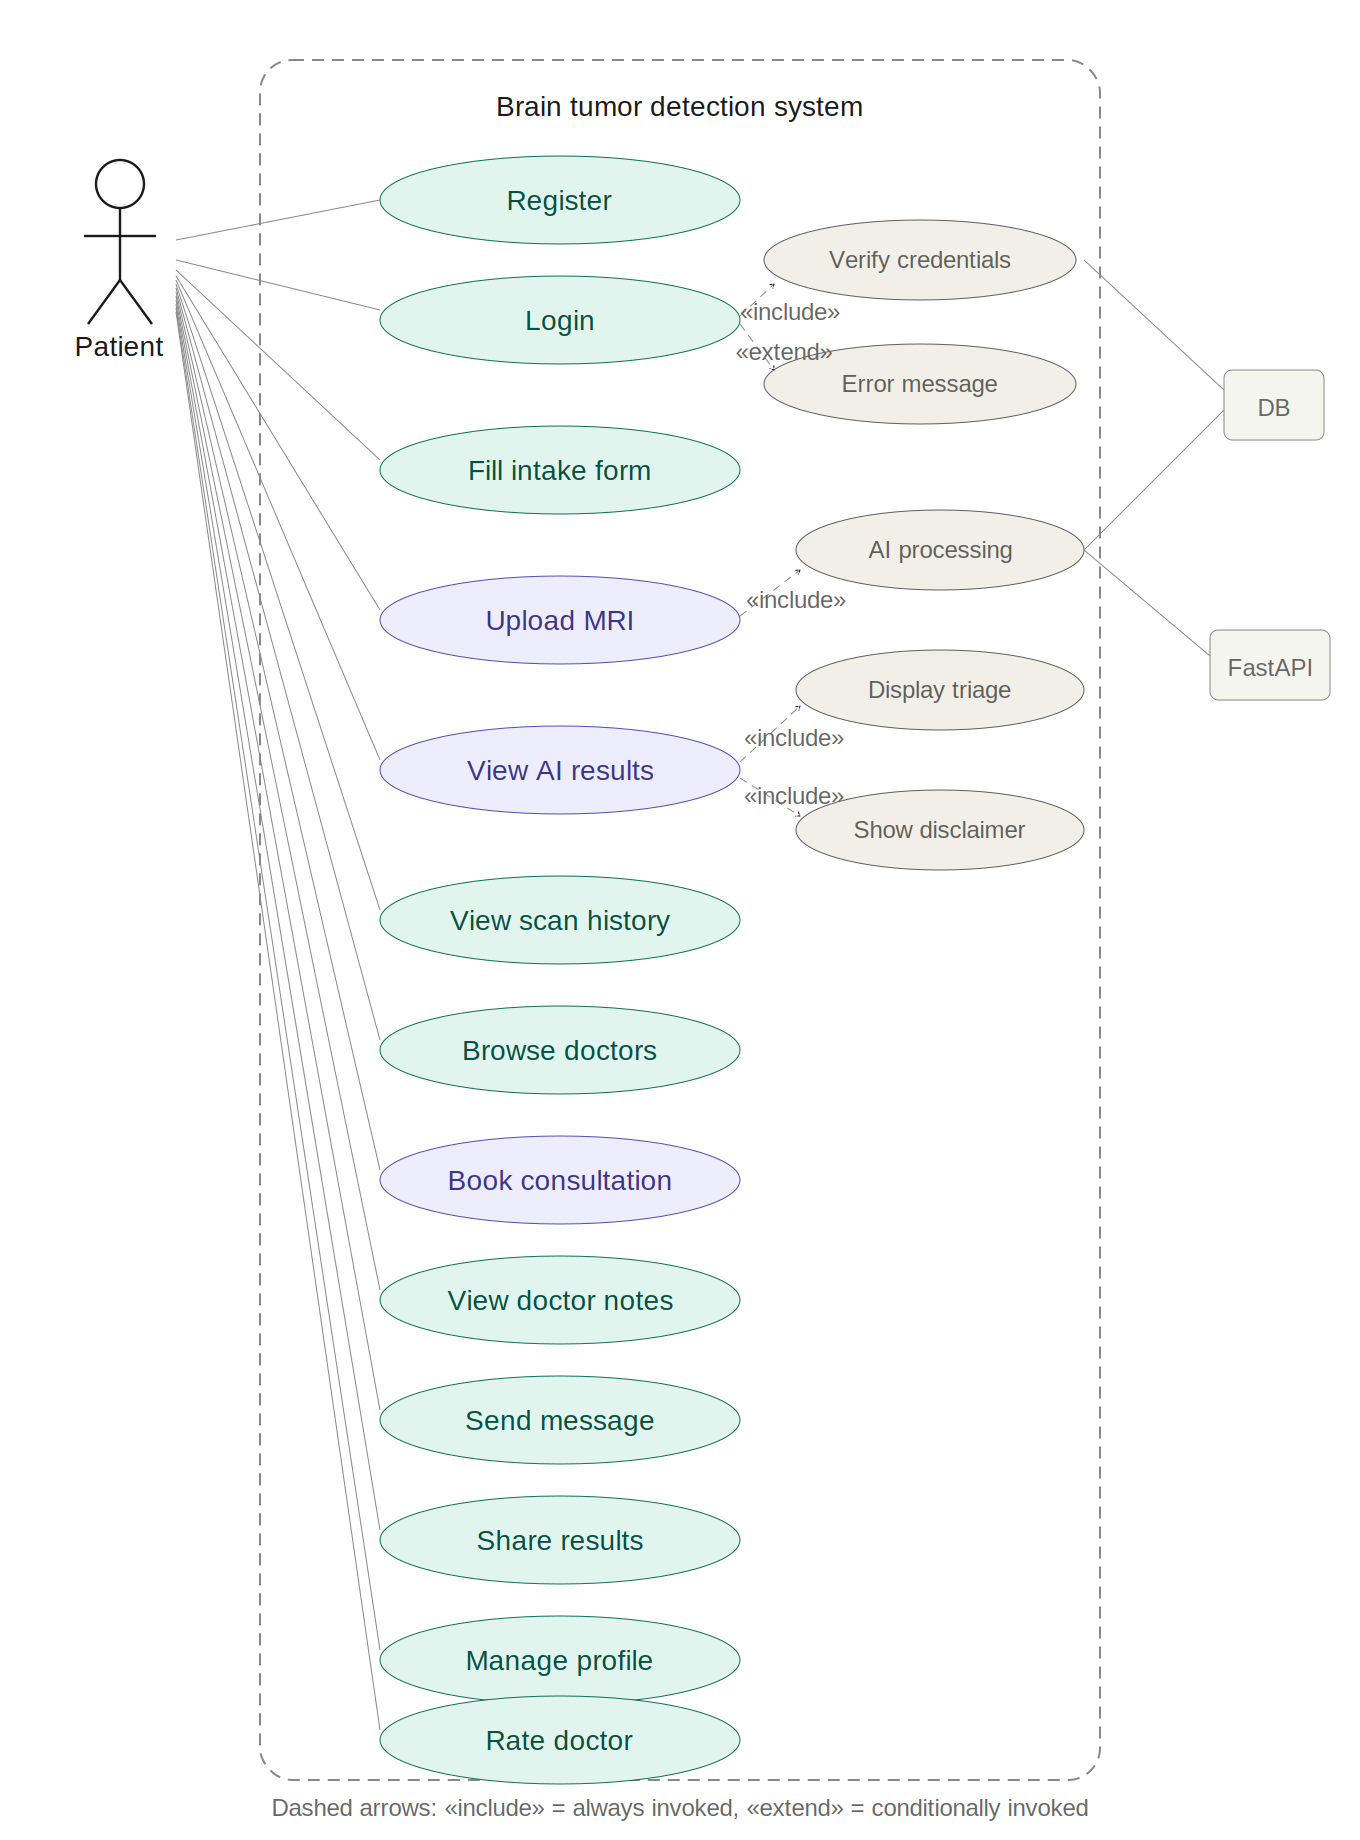 Brain tumor detection system
Patient
Register
Login
Verify credentials
«include»
«extend»
Error message
DB
Fill intake form
Upload MRI
AI processing
«include»
FastAPI
View AI results
Display triage
«include»
«include»
Show disclaimer
View scan history
Browse doctors
Book consultation
View doctor notes
Send message
Share results
Manage profile
Rate doctor
Dashed arrows: «include» = always invoked, «extend» = conditionally invoked